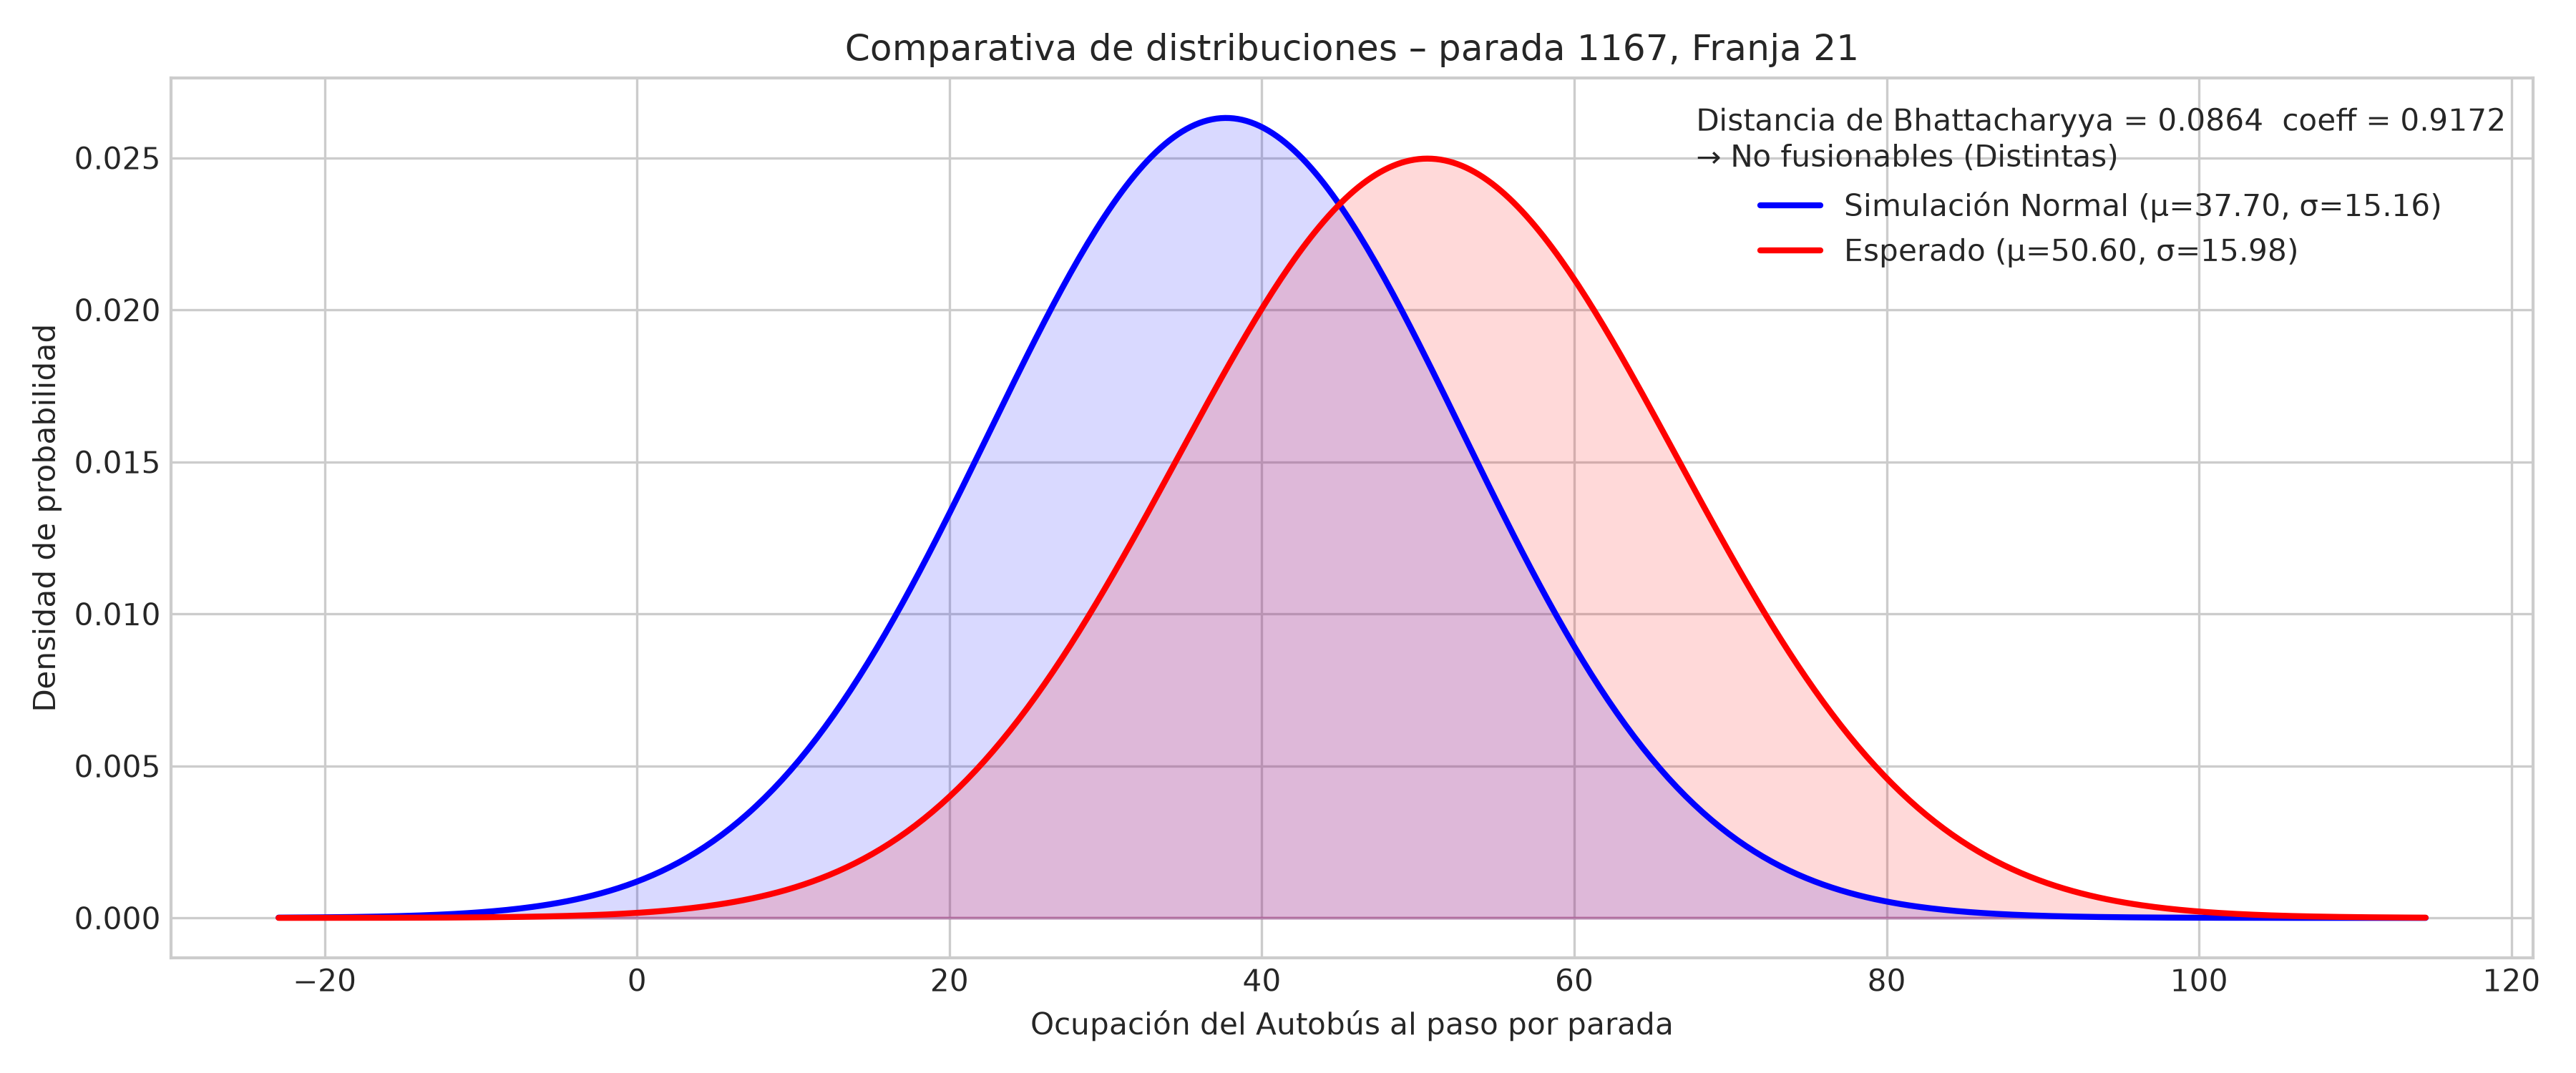 Comparativa de distribuciones – parada 1167, Franja 21
Distancia de Bhattacharyya = 0.0864  coeff = 0.9172
→ No fusionables (Distintas)
Simulación Normal (μ=37.70, σ=15.16)
Esperado (μ=50.60, σ=15.98)
Densidad de probabilidad
0.025
0.020
0.015
0.010
0.005
0.000
−20 0 20 40 60 80 100 120
Ocupación del Autobús al paso por parada